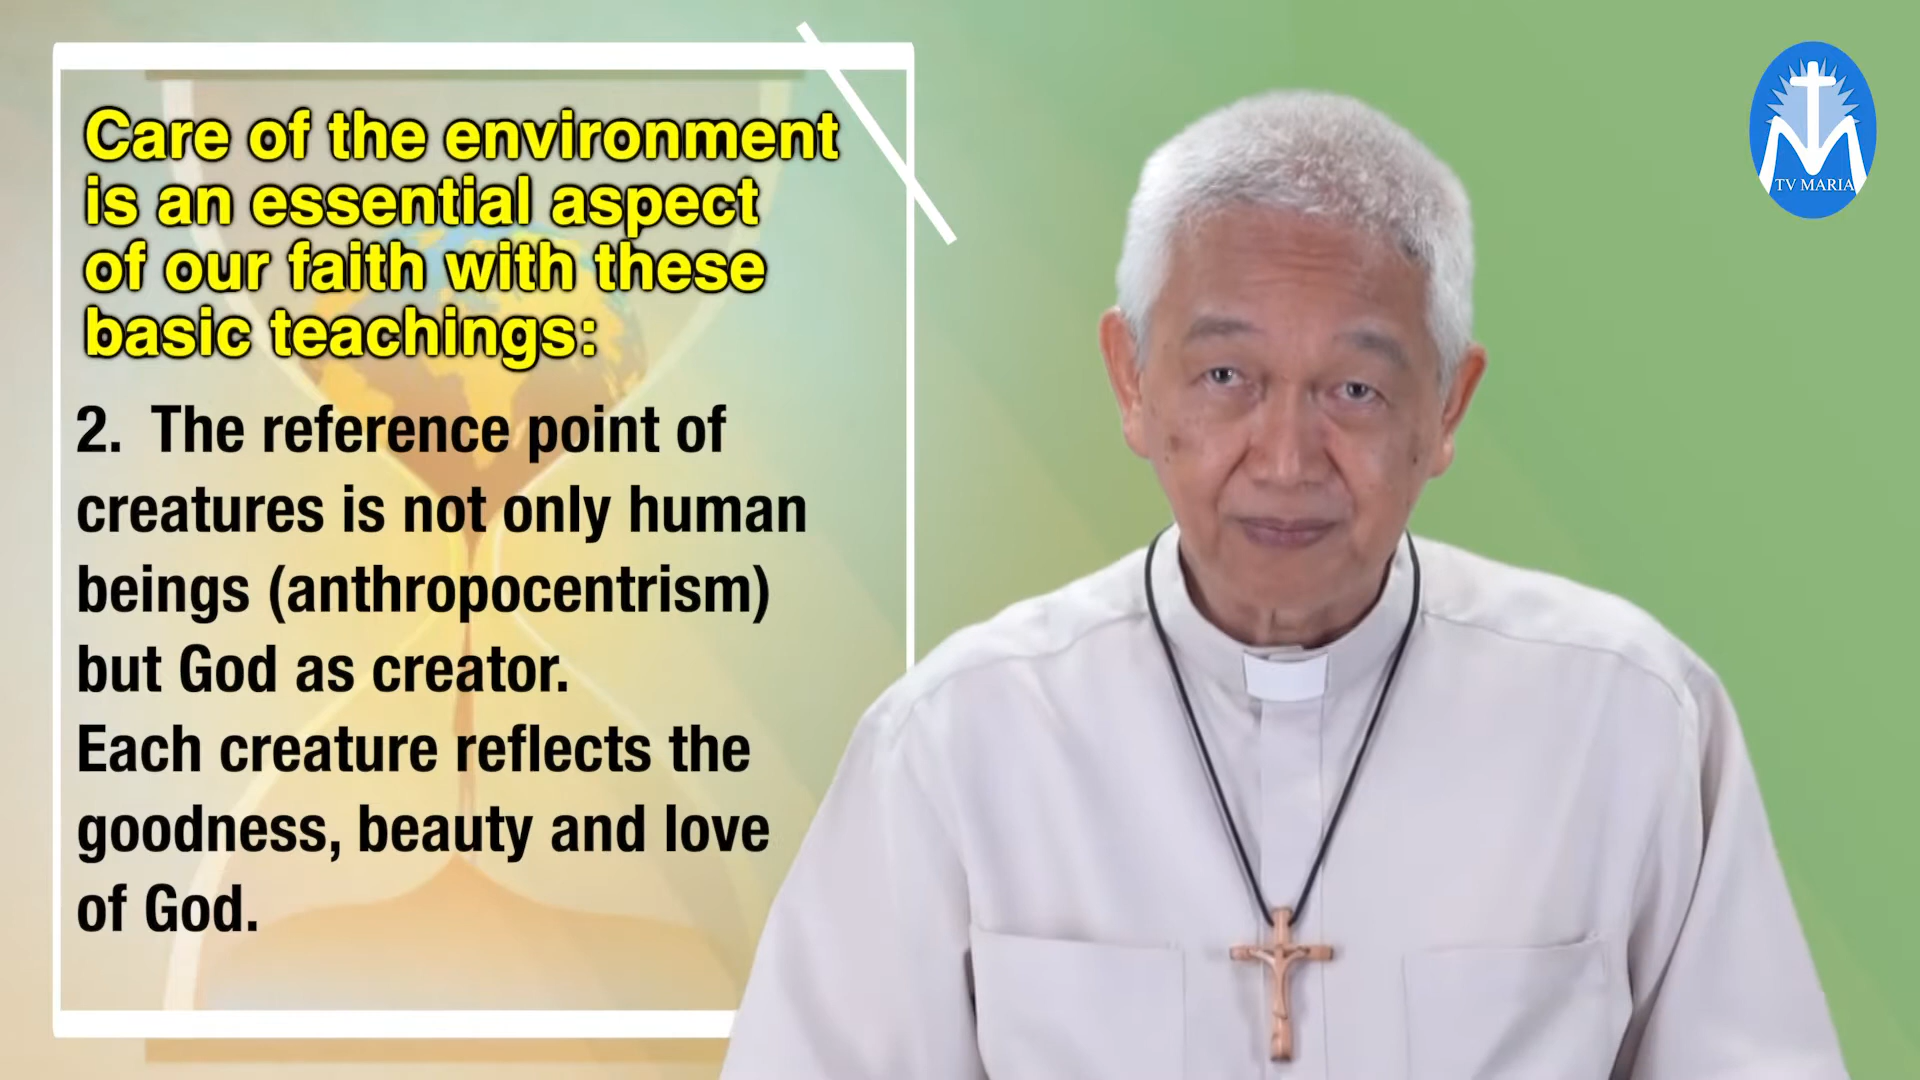 Care of the environment
is an essential aspect
of our faith with these
basic teachings:
2. The reference point of
creatures is not only human
beings (anthropocentrism)
but God as creator.
Each creature reflects the
goodness, beauty and love
of God.
TV MARIA